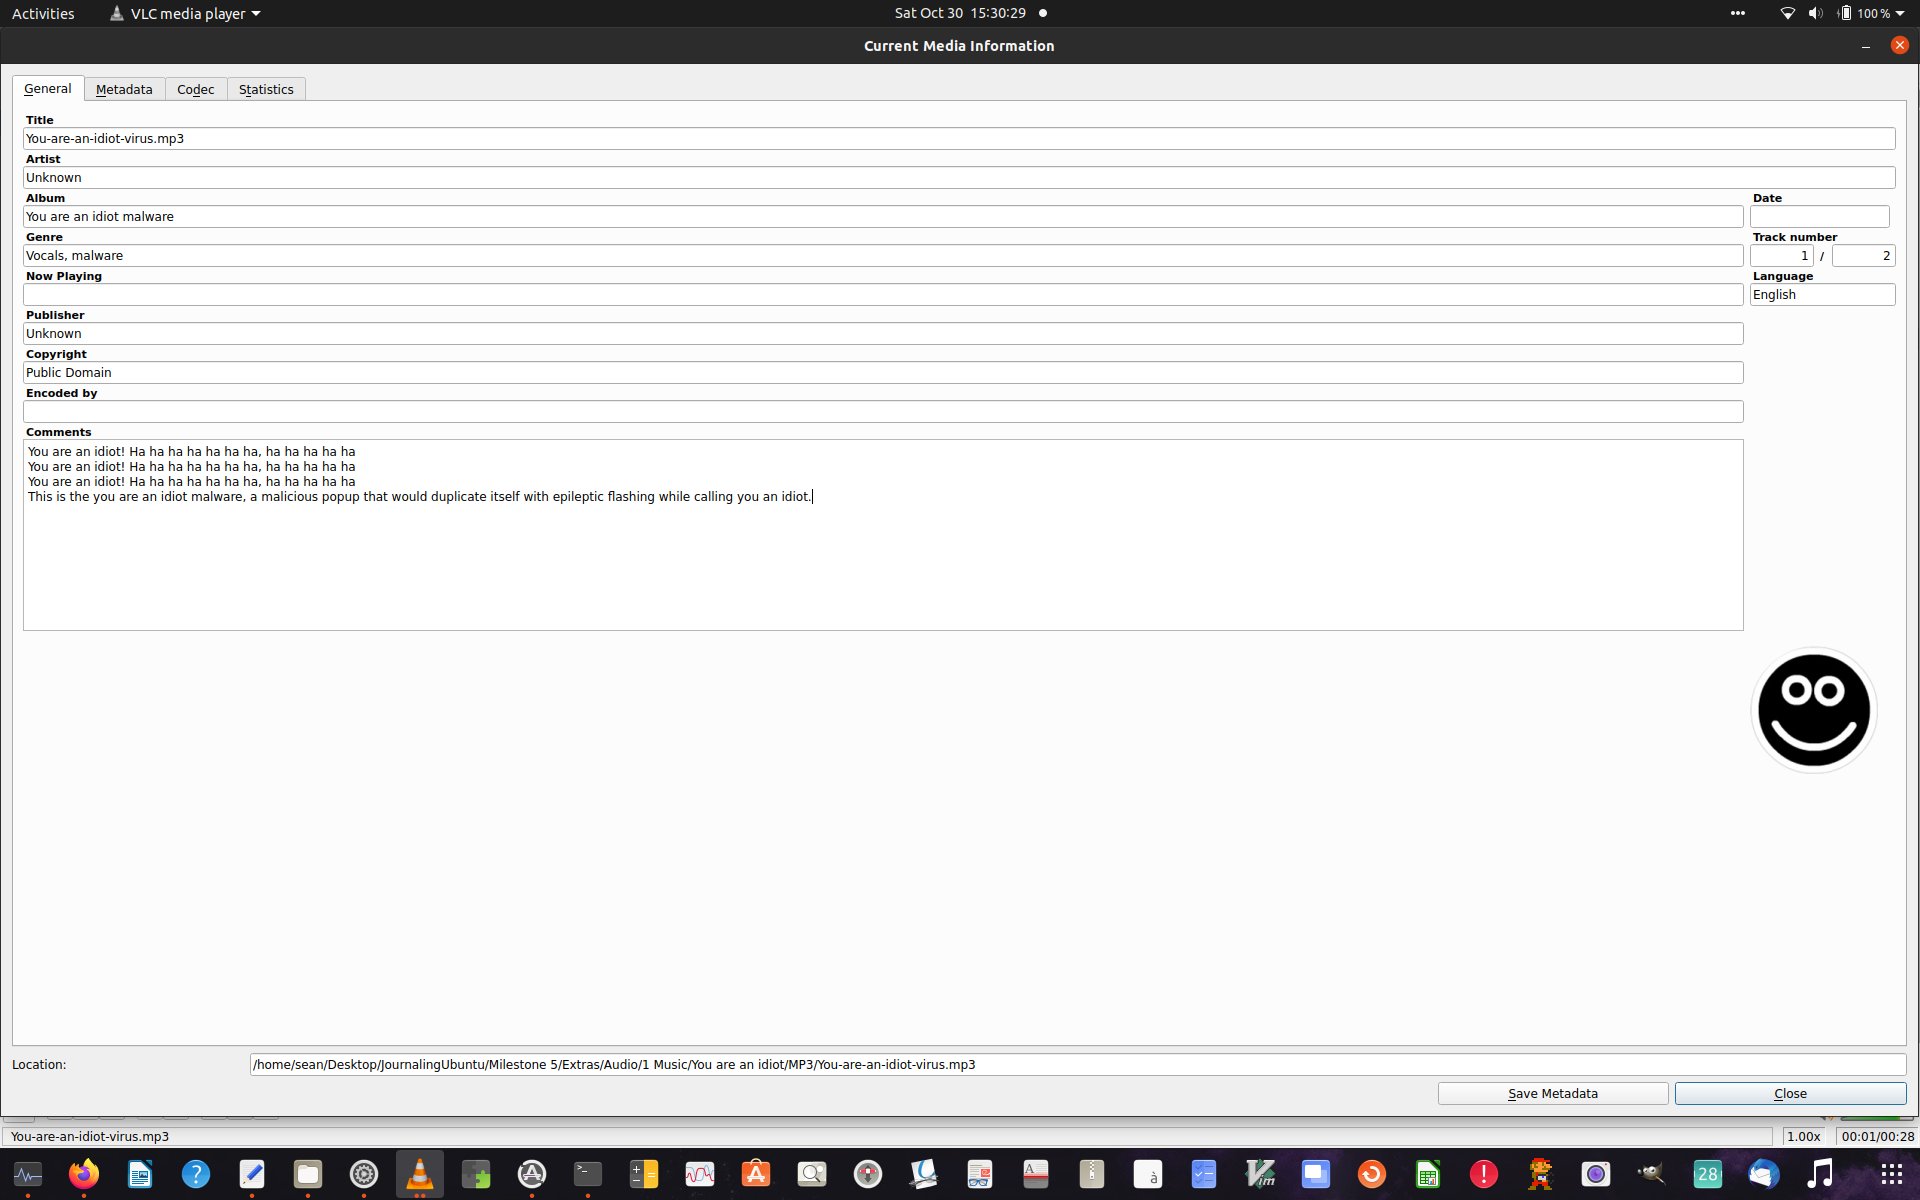 Activities
VLC media player
Sat Oct 30 15:30:29
100 %
Current Media Information
General
Metadata
Codec
Statistics
Title
You-are-an-idiot-virus.mp3
Artist
Unknown
Album
Date
You are an idiot malware
Genre
Track number
Vocals, malware
1 / 2
Now Playing
Language
English
Publisher
Unknown
Copyright
Public Domain
Encoded by
Comments
You are an idiot! Ha ha ha ha ha ha ha, ha ha ha ha ha
You are an idiot! Ha ha ha ha ha ha ha, ha ha ha ha ha
You are an idiot! Ha ha ha ha ha ha ha, ha ha ha ha ha
This is the you are an idiot malware, a malicious popup that would duplicate itself with epileptic flashing while calling you an idiot.
Location:
/home/sean/Desktop/JournalingUbuntu/Milestone 5/Extras/Audio/1 Music/You are an idiot/MP3/You-are-an-idiot-virus.mp3
Save Metadata
Close
You-are-an-idiot-virus.mp3
1.00x
00:01/00:28
28